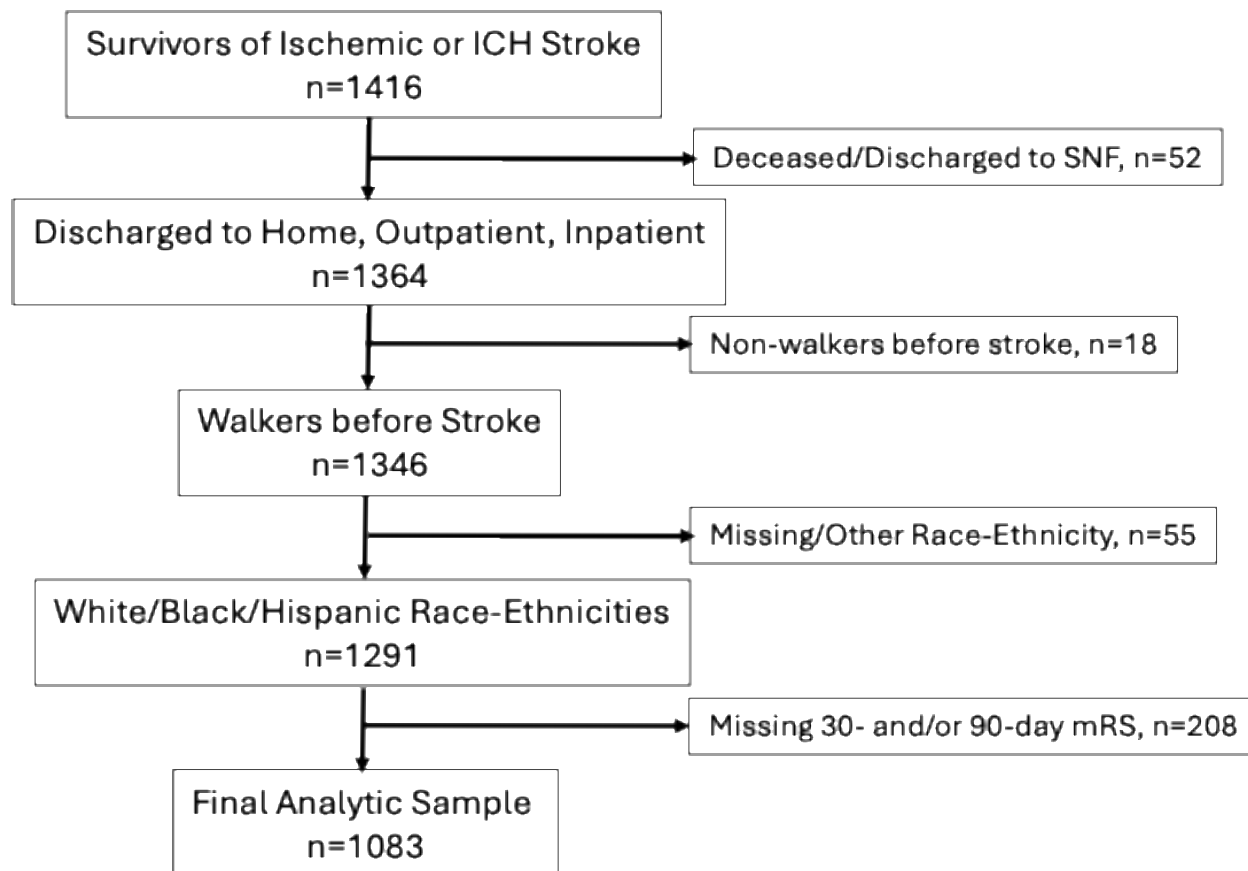 Survivors of Ischemic or ICH Stroke
n=1416
Deceased/Discharged to SNF, n=52
Discharged to Home, Outpatient, Inpatient
n=1364
Non-walkers before stroke, n=18
Walkers before Stroke
n=1346
Missing/Other Race-Ethnicity, n=55
White/Black/Hispanic Race-Ethnicities
n=1291
Missing 30- and/or 90-day mRS, n=208
Final Analytic Sample
n=1083